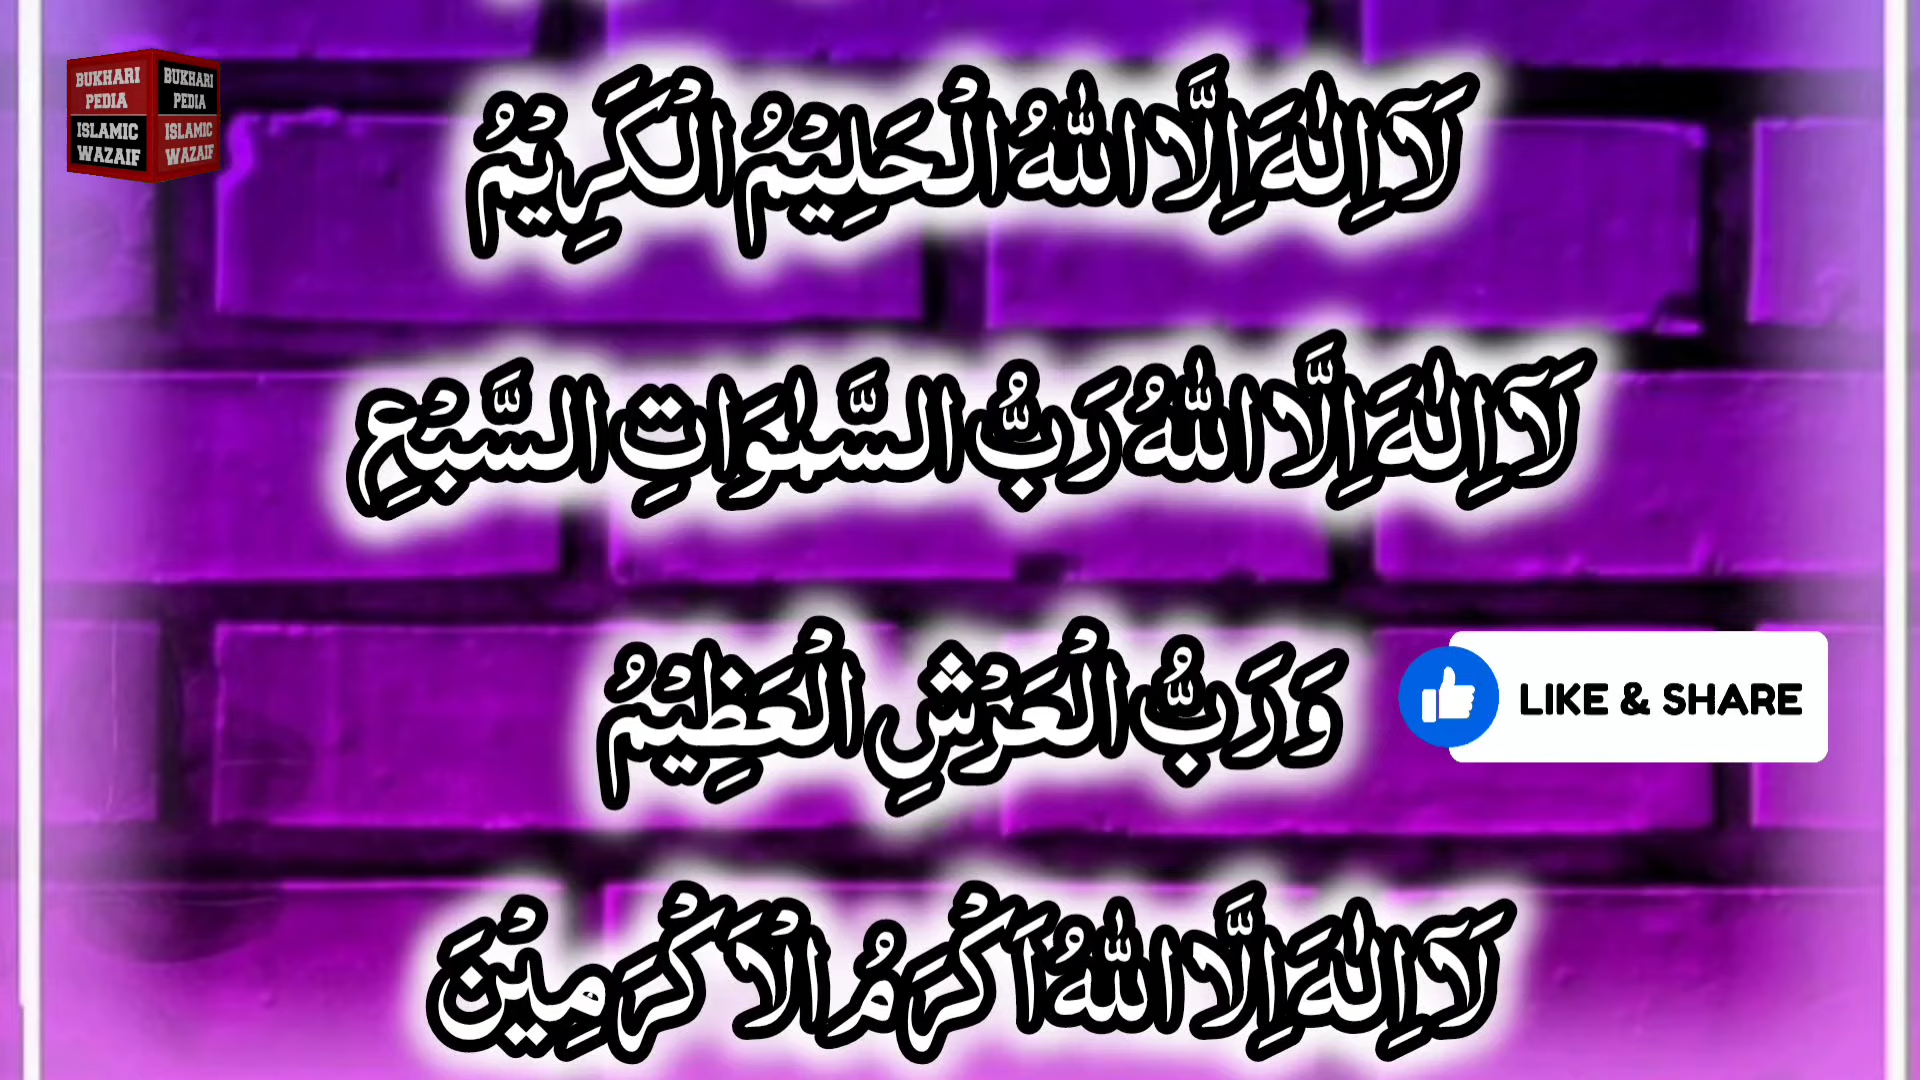 BUKHARI PEDIA
ISLAMIC WAZAIF
BUKHARI PEDIA
ISLAMIC WAZAIF
لَآ اِلٰهَ اِلَّا اللّٰهُ الْحَلِيْمُ الْكَرِيْمُ
لَآ اِلٰهَ اِلَّا اللّٰهُ رَبُّ السَّمٰوَاتِ السَّبْعِ
وَرَبُّ الْعَرْشِ الْعَظِيْمُ
LIKE & SHARE
لَآ اِلٰهَ اِلَّا اللّٰهُ اَكْرَمُ الْاَكْرَمِيْنَ